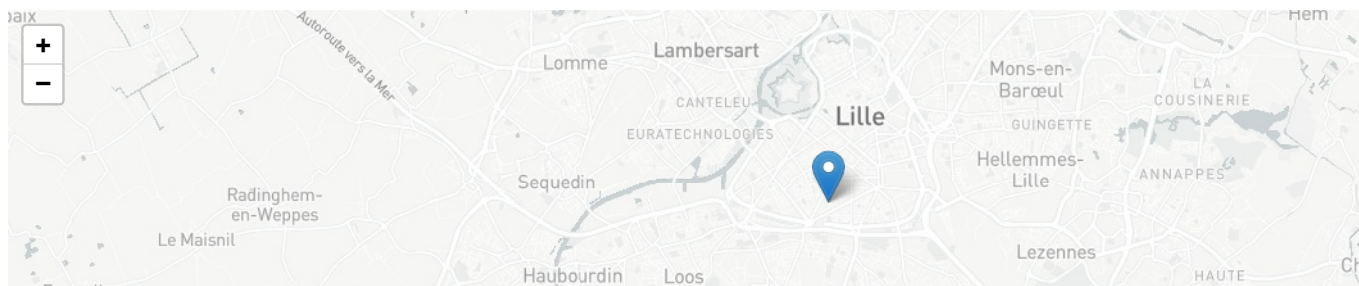 +
−
Autoroute vers la Mer
Lambersart
Lomme
Hem
Mons-en-
Barœul
LA
COUSINERIE
CANTELEU
Lille
EURATECHNOLOGIES
GUINGETTE
Hellemmes-
Lille
ANNAPPES
Sequedin
Radinghem-
en-Weppes
Le Maisnil
Lezennes
Haubourdin
Loos
HAUTE